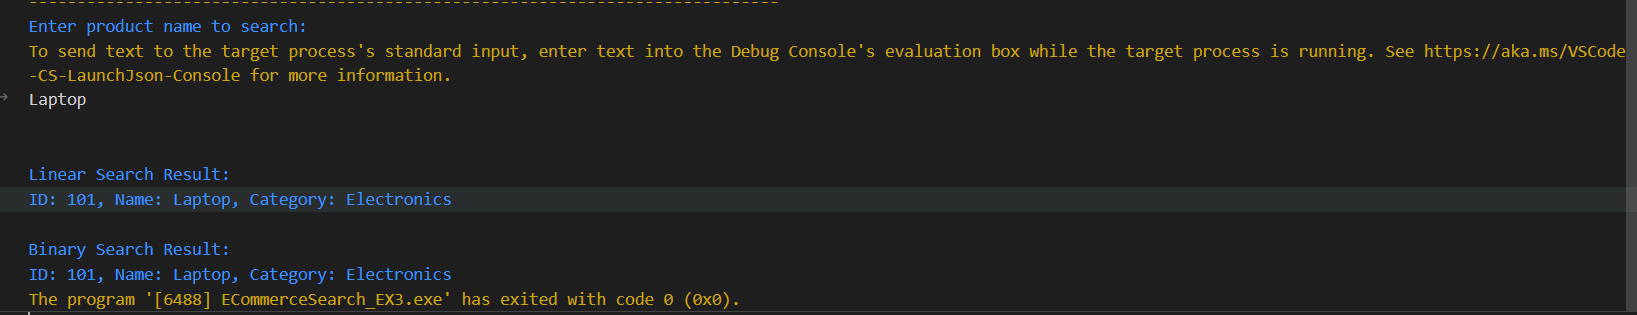 ------------------------------------------------------------------------------
Enter product name to search:
To send text to the target process's standard input, enter text into the Debug Console's evaluation box while the target process is running. See https://aka.ms/VSCode
-CS-LaunchJson-Console for more information.
→ Laptop
Linear Search Result:
ID: 101, Name: Laptop, Category: Electronics
Binary Search Result:
ID: 101, Name: Laptop, Category: Electronics
The program '[6488] ECommerceSearch_EX3.exe' has exited with code 0 (0x0).